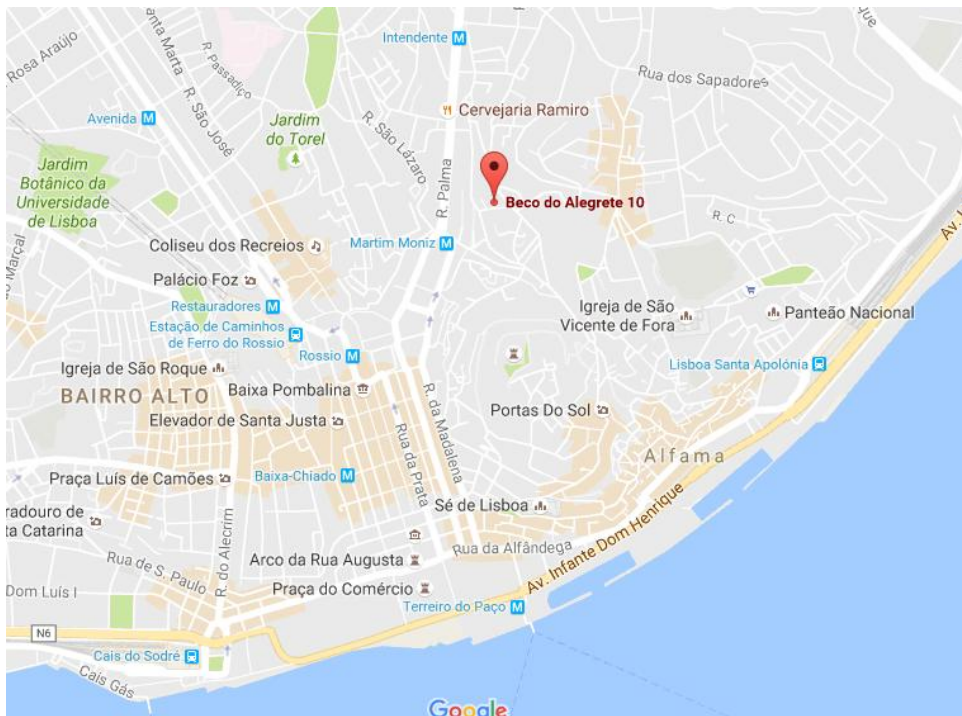 Intendente M
Rosa Araújo
Santa Marta
R. Passadiço
R. São José
Rua dos Sapadores
Cervejaria Ramiro
Avenida M
Jardim
do Torel
R. São Lázaro
R. Palma
Jardim
Botânico da
Universidade
de Lisboa
Beco do Alegrete 10
R. C
Coliseu dos Recreios
Martim Moniz M
Palácio Foz
Restauradores M
Estação de Caminhos
de Ferro do Rossio
Igreja de São
Vicente de Fora
Panteão Nacional
Rossio M
Lisboa Santa Apolónia
Igreja de São Roque
BAIRRO ALTO
Baixa Pombalina
Elevador de Santa Justa
R. da Madalena
Rua da Prata
Portas Do Sol
Alfama
Praça Luís de Camões
Baixa-Chiado M
Sé de Lisboa
radouro de
ta Catarina
R. do Alecrim
Rua da Alfândega
Av. Infante Dom Henrique
Arco da Rua Augusta
Rua de S. Paulo
Praça do Comércio
Dom Luís I
Terreiro do Paço M
N6
Cais do Sodré
Cais Gás
Google